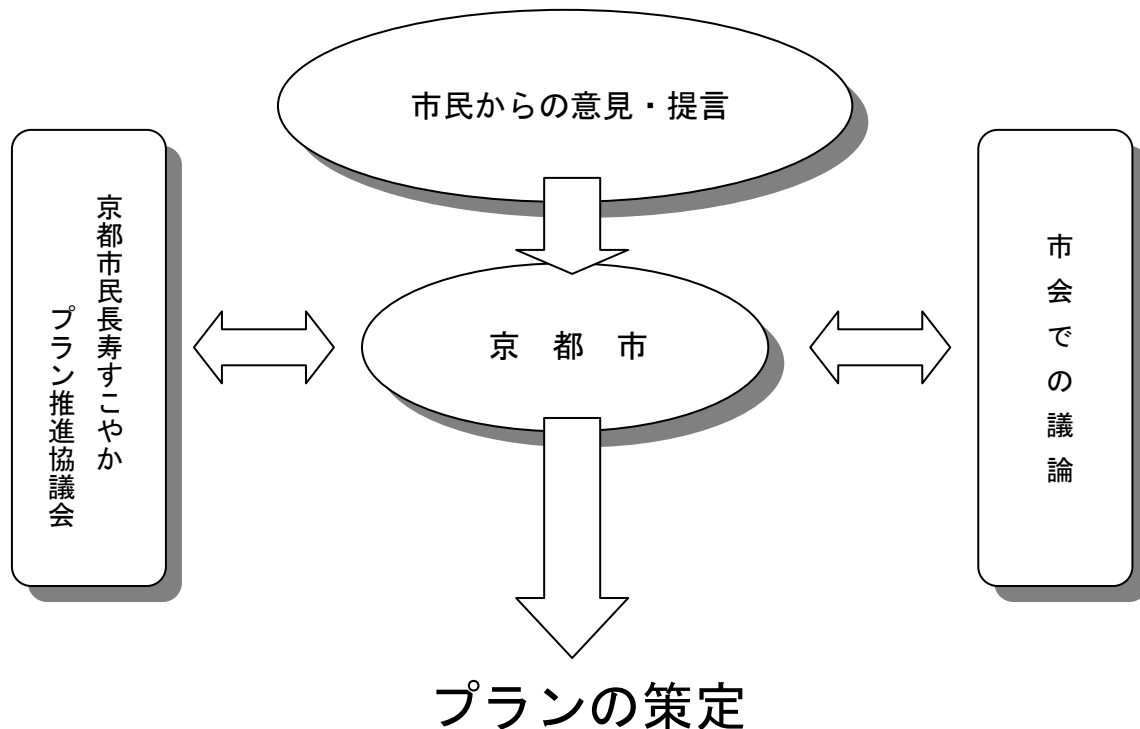 市民からの意見・提言
京都市民長寿すこやか
プラン推進協議会
京　都　市
市会での議論
プランの策定